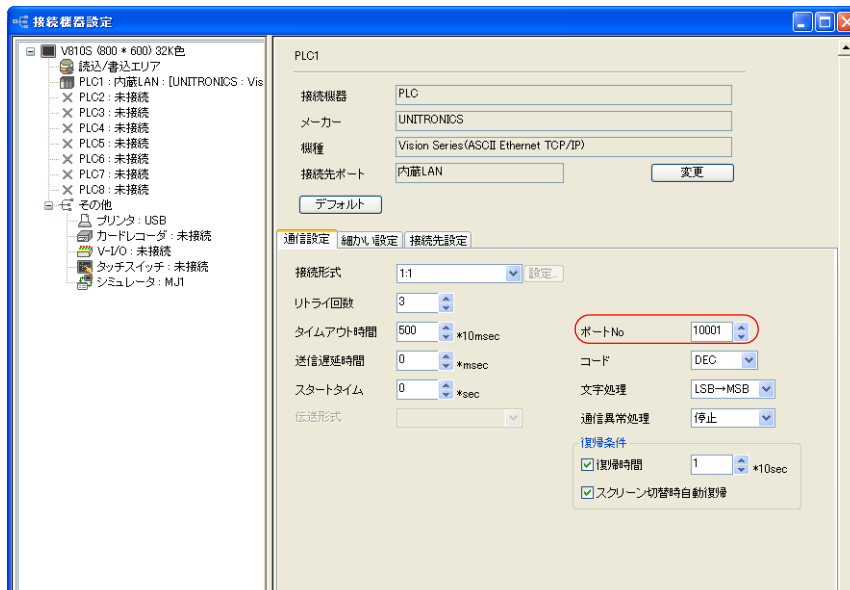 接続機器設定
V810S (800 * 600) 32K色
読込/書込エリア
PLC1 : 内蔵LAN : [UNITRONICS : Vis
PLC2 : 未接続
PLC3 : 未接続
PLC4 : 未接続
PLC5 : 未接続
PLC6 : 未接続
PLC7 : 未接続
PLC8 : 未接続
その他
プリンタ : USB
カードレコーダ : 未接続
V-I/O : 未接続
タッチスイッチ : 未接続
シミュレータ : MJ1
PLC1
接続機器 PLC
メーカー UNITRONICS
機種 Vision Series(ASCII Ethernet TCP/IP)
接続先ポート 内蔵LAN 変更
デフォルト
通信設定 細かい設定 接続先設定
接続形式 1:1 設定...
リトライ回数 3
タイムアウト時間 500 *10msec ポートNo 10001
送信遅延時間 0 *msec コード DEC
スタートタイム 0 *sec 文字処理 LSB→MSB
伝送形式 通信異常処理 停止
復帰条件
復帰時間 1 *10sec
スクリーン切替時自動復帰